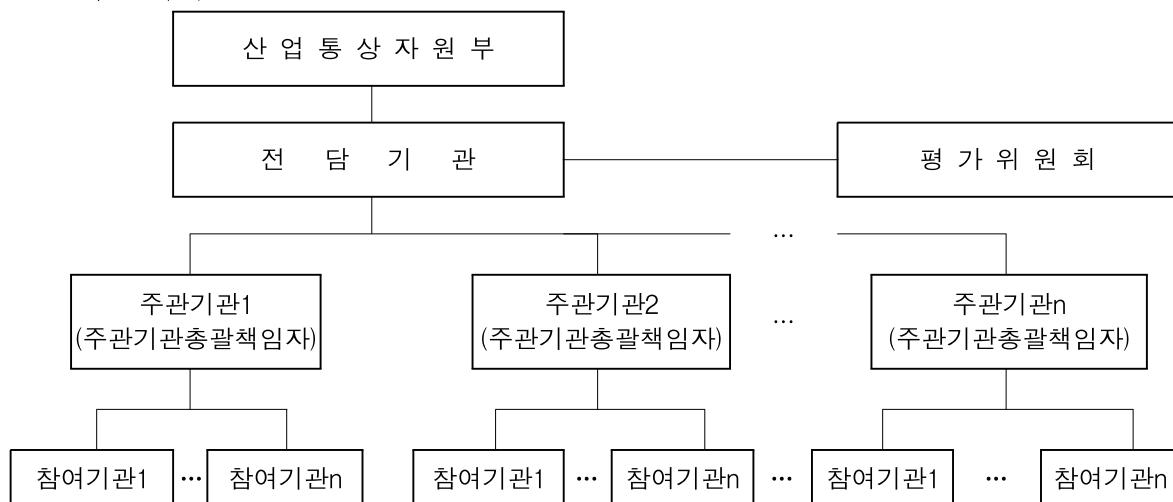 산 업 통 상 자 원 부
전 담 기 관
평 가 위 원 회
...
주관기관1
(주관기관총괄책임자)
주관기관2
(주관기관총괄책임자)
...
주관기관n
(주관기관총괄책임자)
참여기관1 ... 참여기관n
참여기관1 ... 참여기관n ... 참여기관1 ... 참여기관n